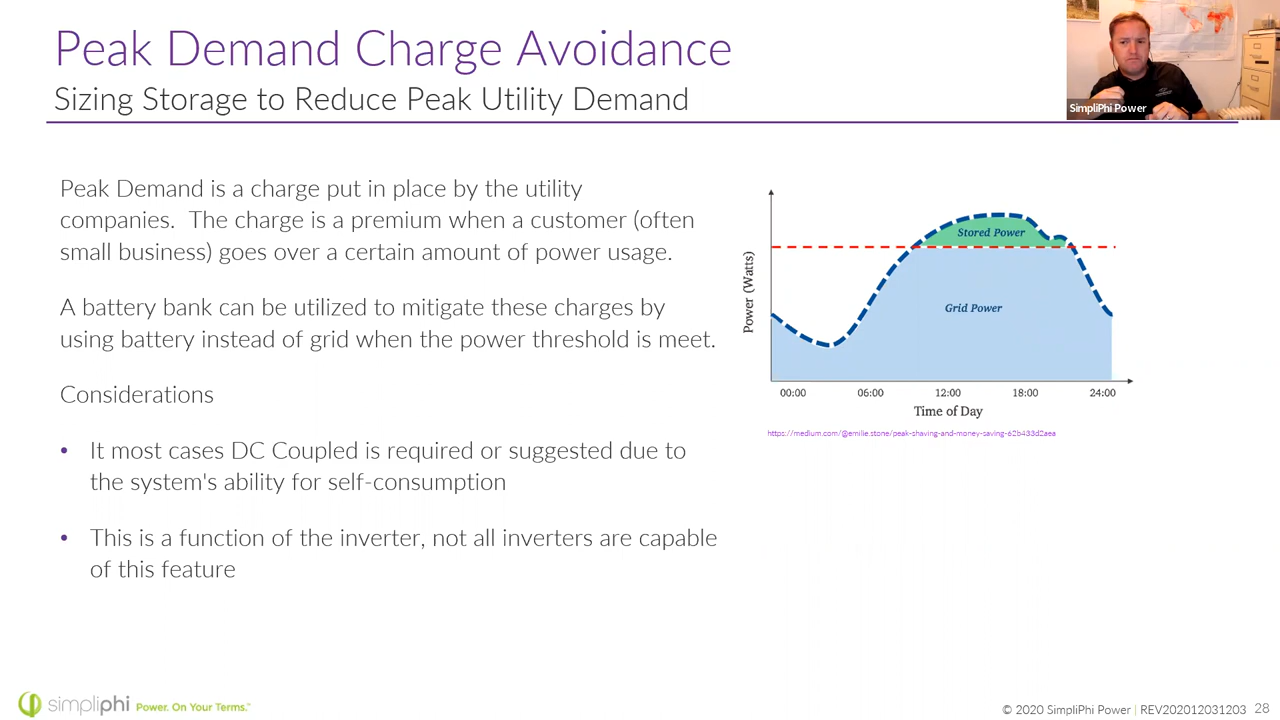 Peak Demand Charge Avoidance
Sizing Storage to Reduce Peak Utility Demand
SimpliPhi Power
Peak Demand is a charge put in place by the utility
companies. The charge is a premium when a customer (often
small business) goes over a certain amount of power usage.
A battery bank can be utilized to mitigate these charges by
using battery instead of grid when the power threshold is meet.
Considerations
• It most cases DC Coupled is required or suggested due to
the system's ability for self-consumption
• This is a function of the inverter, not all inverters are capable
of this feature
Power (Watts)
Stored Power
Grid Power
00:00 06:00 12:00 18:00 24:00
Time of Day
https://medium.com/@emilie.stone/peak-shaving-and-money-saving-62b433d2aea
simpliphi Power. On Your Terms.™
© 2020 SimpliPhi Power | REV202012031203 28